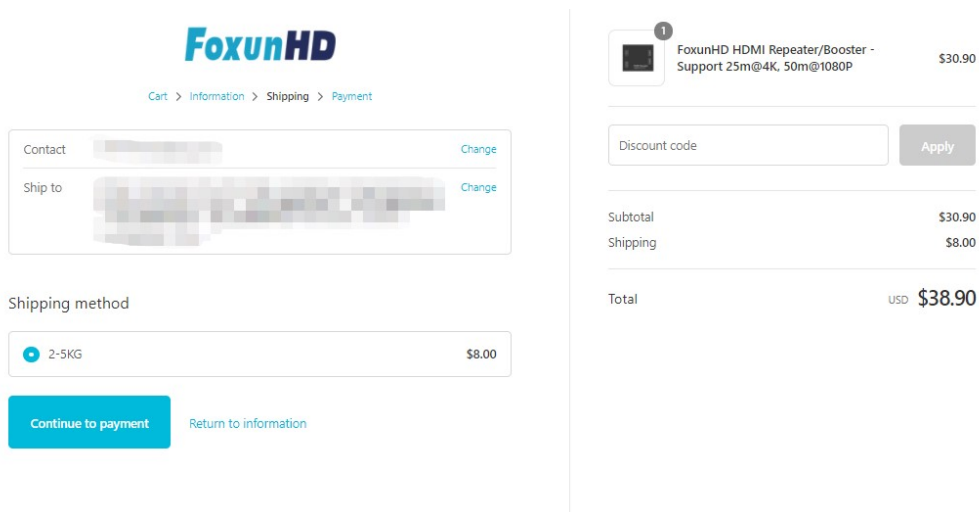 FoxunHD
Cart > Information > Shipping > Payment
Contact
Change
Ship to
Change
Shipping method
2-5KG
$8.00
Continue to payment
Return to information
1
FoxunHD HDMI Repeater/Booster -
Support 25m@4K, 50m@1080P
$30.90
Discount code
Apply
Subtotal
$30.90
Shipping
$8.00
Total
USD $38.90